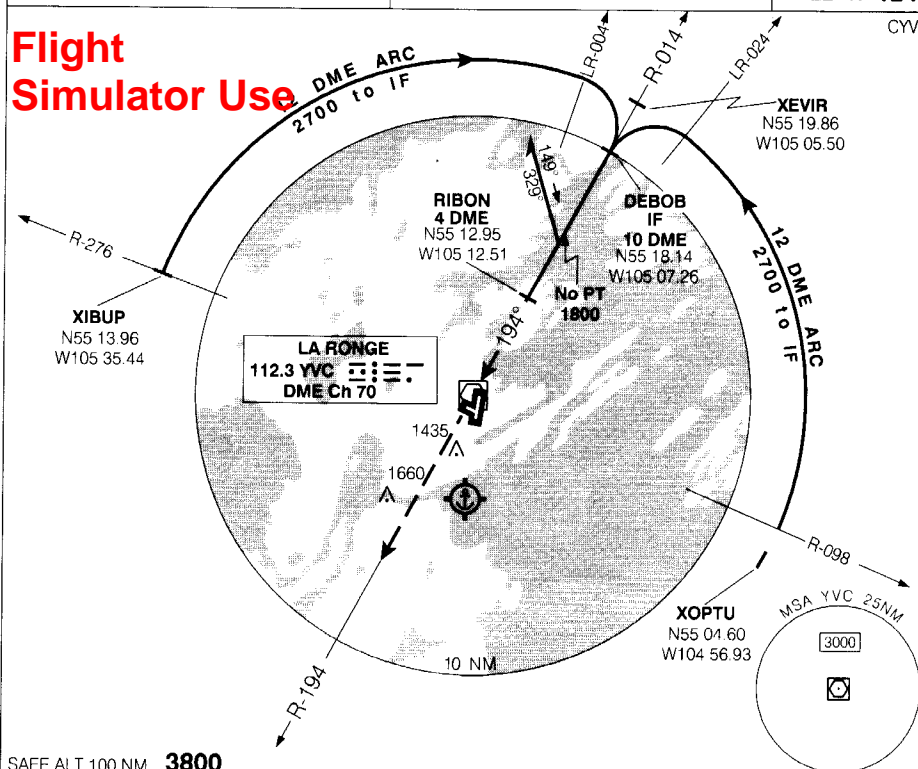 CYV
Flight
Simulator Use
12 DME ARC
2700 to IF
LR-004
R-014
LR-024
XEVIR
N55 19.86
W105 05.50
149°
329°
RIBON
4 DME
N55 12.95
W105 12.51
DEBOB
IF
10 DME
N55 18.14
W105 07.26
R-276
No PT
1800
12 DME ARC
2700 to IF
XIBUP
N55 13.96
W105 35.44
194°
LA RONGE
112.3 YVC
DME Ch 70
1435
1660
R-098
XOPTU
N55 04.60
W104 56.93
MSA YVC 25NM
3000
10 NM
R-194
SAFE ALT 100 NM 3800